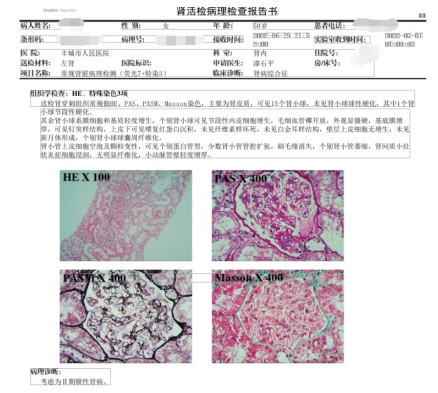 肾活检病理检查报告书
病人姓名: 性 别: 女 年 龄: 50岁 患者电话:
条形码: 病理号: 接收时间: 实验室收到时间:
医 院: 丰城市人民医院 医院标识: 科 室: 肾内 住院号:
送检材料: 左肾 申请医生: 漆石平 房/床号:
项目名称: 常规肾脏病理检测(荧光7+特染3) 临床诊断: 肾病综合征
组织学检查: HE、特殊染色3项
送检肾穿刺组织常规做HE、PAS、PASM、Masson染色,主要为肾皮质,可见15个肾小球,未见肾小球球性硬化,其中1个肾
小球节段性硬化。
其余肾小球系膜细胞和基质轻度增生,个别肾小球可见节段性内皮细胞增生,毛细血管襻开放,外观显僵硬,基底膜增
厚,可见钉突样结构,上皮下可见嗜复红蛋白沉积,未见纤维素样坏死,未见白金耳样结构,壁层上皮细胞无增生,未见
新月体形成,个别肾小球球囊周纤维化。
肾小管上皮细胞空泡及颗粒变性,可见个别蛋白管型,少数肾小管管腔扩张,刷毛缘消失,个别肾小管萎缩,肾间质小灶
状炎症细胞浸润,无明显纤维化,小动脉管壁轻度增厚。
HE X 100
PAS X 400
PASM X 400
Masson X 400
病理诊断:
考虑为II期膜性肾病。